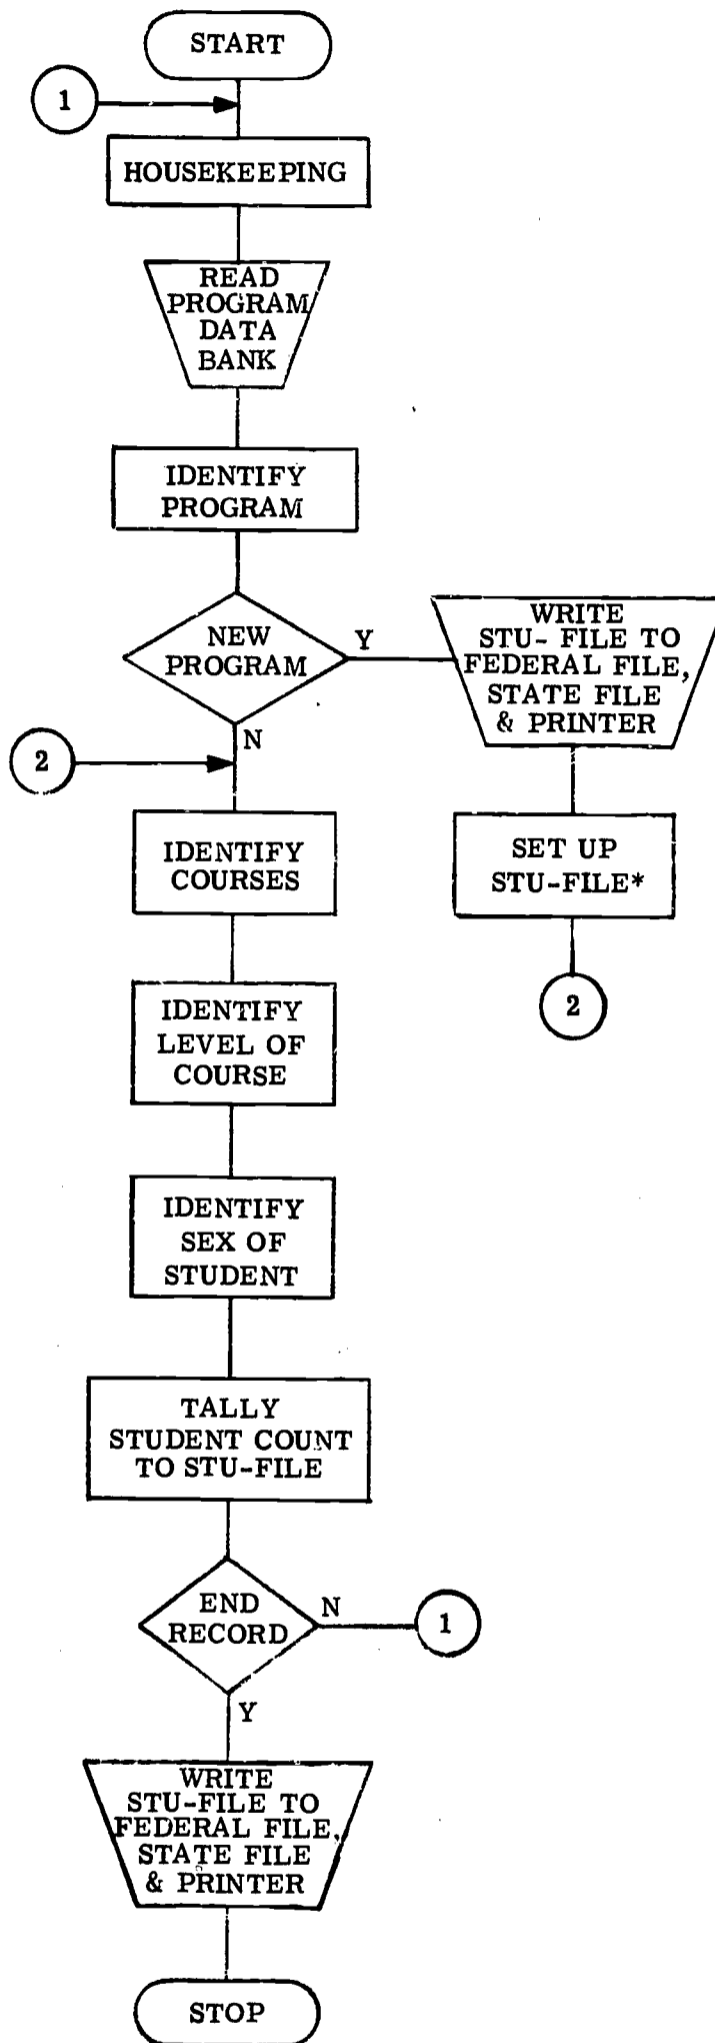 START
1
HOUSEKEEPING
READ
PROGRAM
DATA
BANK
IDENTIFY
PROGRAM
NEW
PROGRAM
Y
WRITE
STU- FILE TO
FEDERAL FILE,
STATE FILE
& PRINTER
N
2
SET UP
STU-FILE*
2
IDENTIFY
COURSES
IDENTIFY
LEVEL OF
COURSE
IDENTIFY
SEX OF
STUDENT
TALLY
STUDENT COUNT
TO STU-FILE
END
RECORD
N
1
Y
WRITE
STU-FILE TO
FEDERAL FILE,
STATE FILE
& PRINTER
STOP